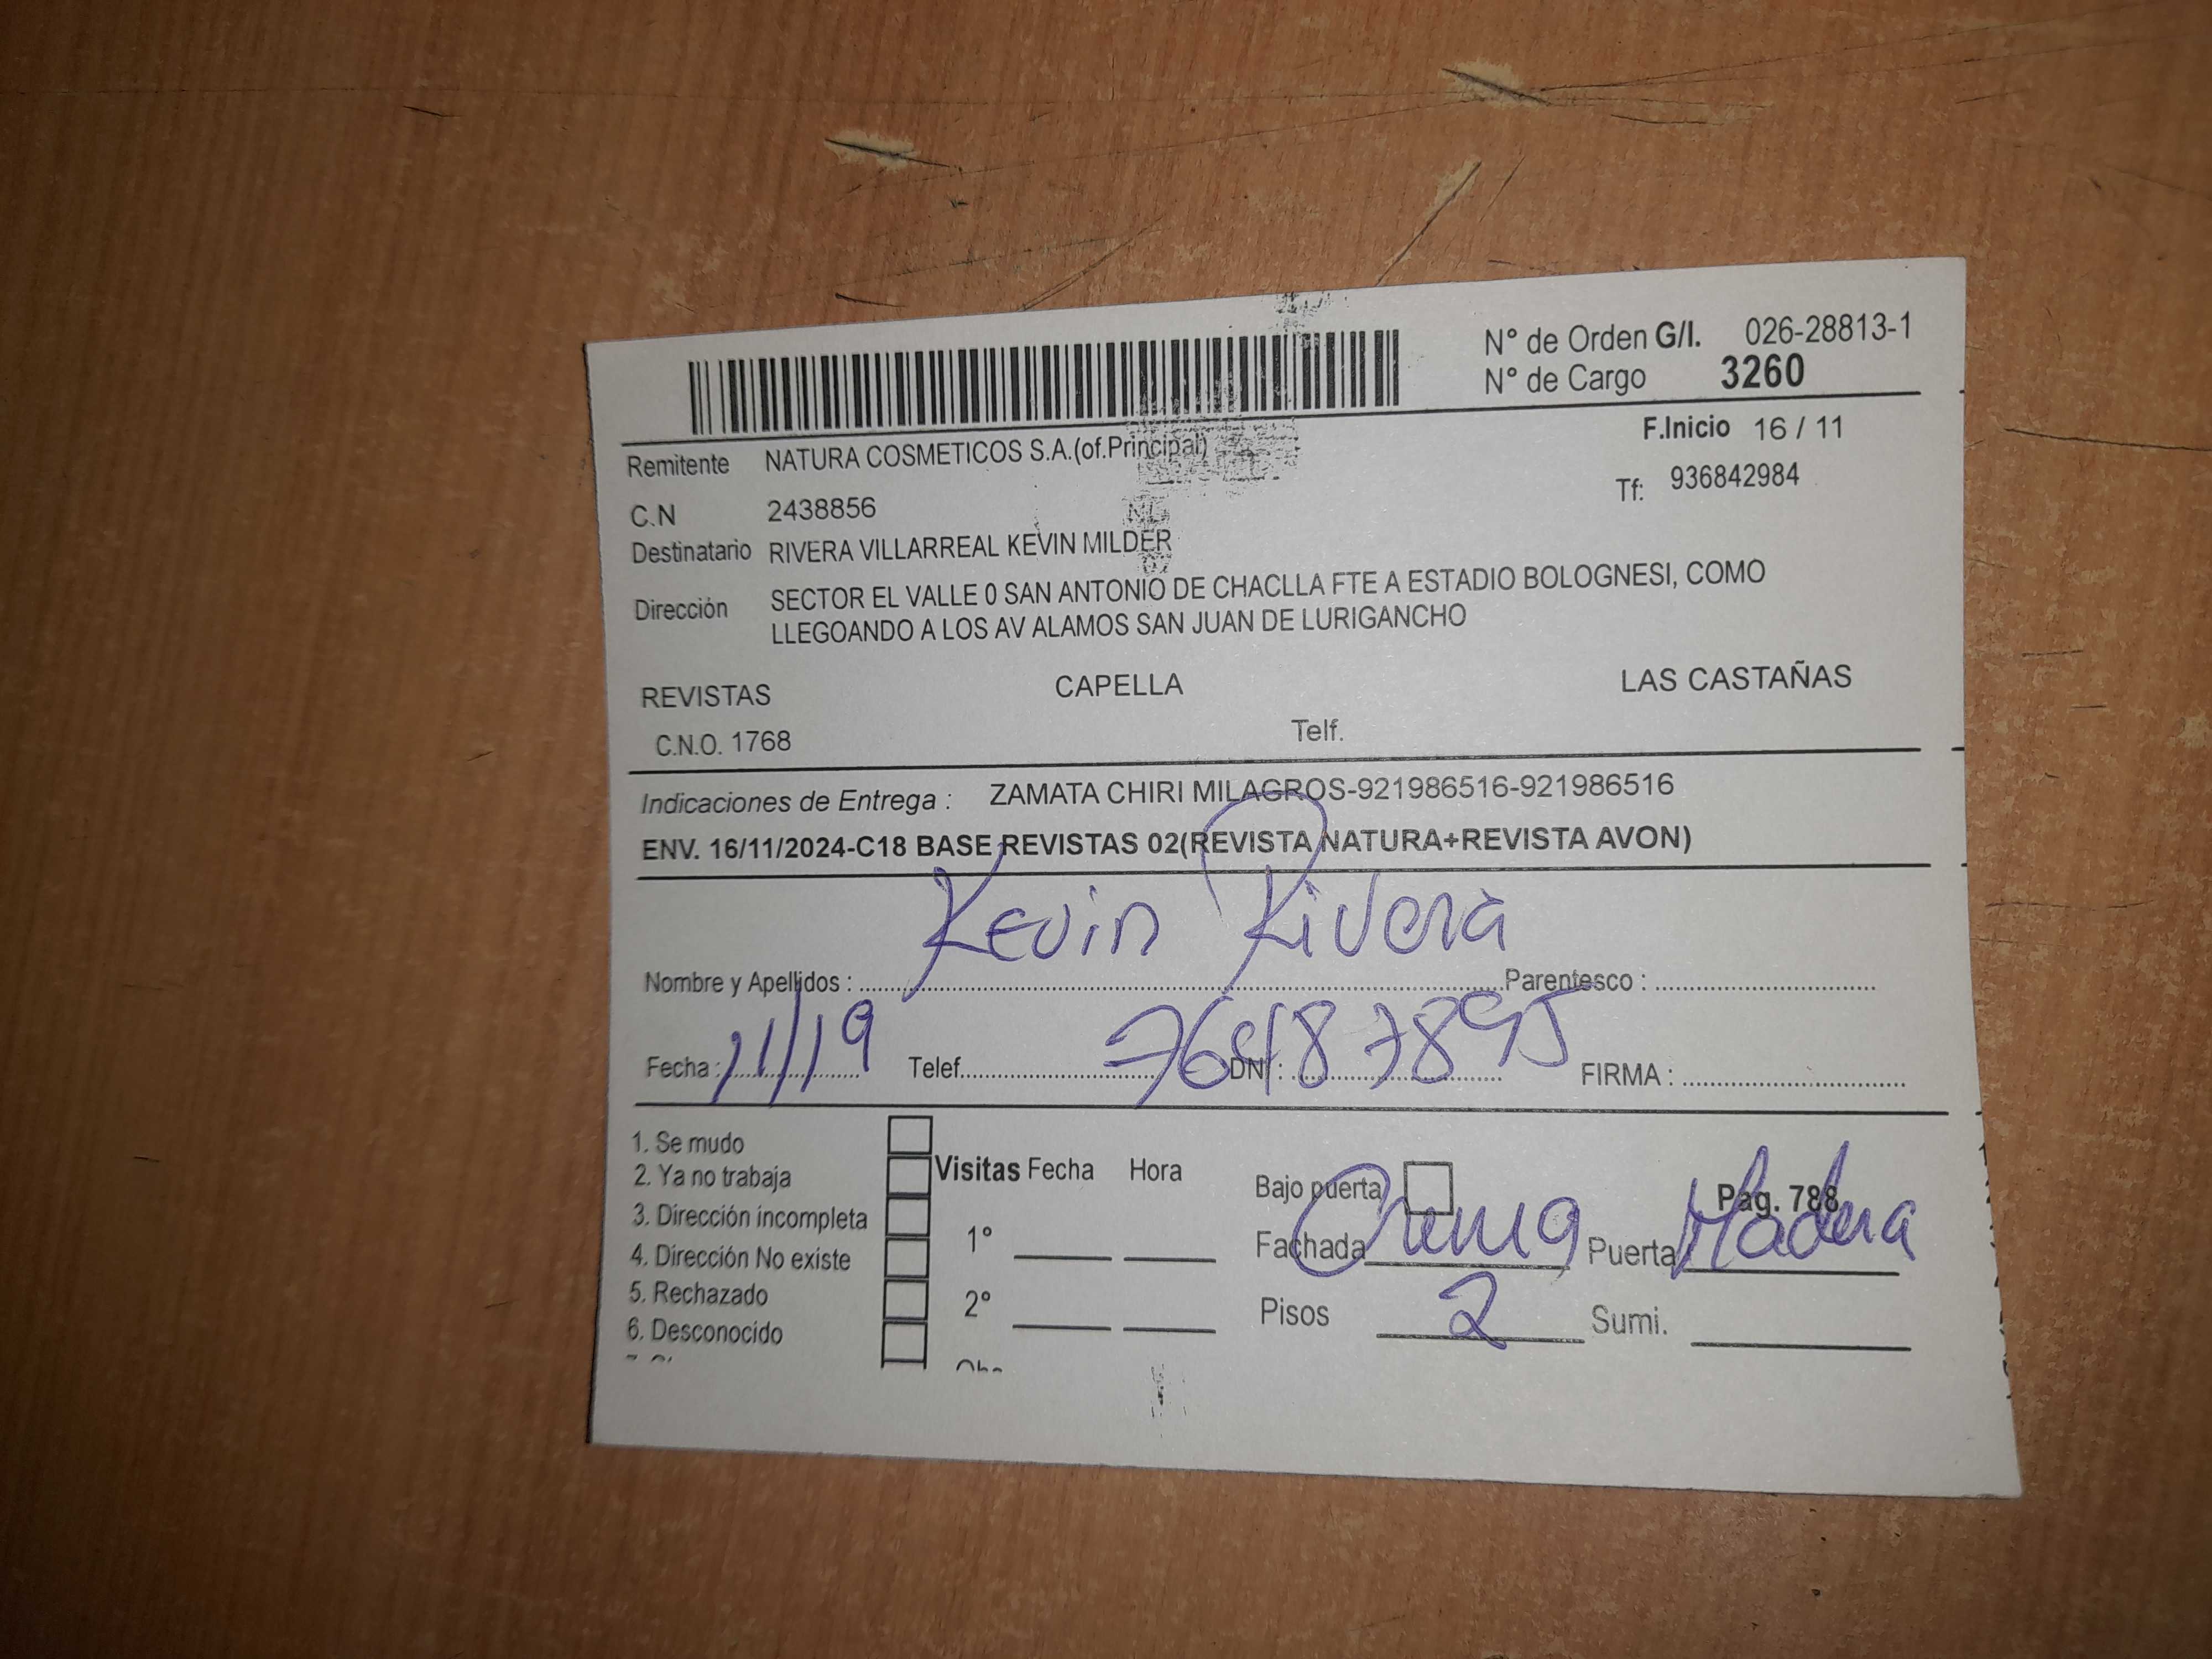 N° de Orden G/I. 026-28813-1
N° de Cargo 3260
F.Inicio 16 / 11
Remitente NATURA COSMETICOS S.A.(of.Principal)
Tf: 936842984
C.N 2438856
Destinatario RIVERA VILLARREAL KEVIN MILDER
Dirección SECTOR EL VALLE 0 SAN ANTONIO DE CHACLLA FTE A ESTADIO BOLOGNESI, COMO
LLEGOANDO A LOS AV ALAMOS SAN JUAN DE LURIGANCHO
REVISTAS CAPELLA LAS CASTAÑAS
C.N.O. 1768 Telf.
Indicaciones de Entrega : ZAMATA CHIRI MILAGROS-921986516-921986516
ENV. 16/11/2024-C18 BASE REVISTAS 02(REVISTA NATURA+REVISTA AVON)
Kevin Rivera
Nombre y Apellidos : Parentesco :
Fecha : 11/19 Telef. DNI : FIRMA :
1. Se mudo
2. Ya no trabaja
3. Dirección incompleta
4. Dirección No existe
5. Rechazado
6. Desconocido
Visitas Fecha Hora
1°
2°
Bajo puerta Pag. 788
Fachada Crema Puerta Madera
Pisos 2 Sumi.